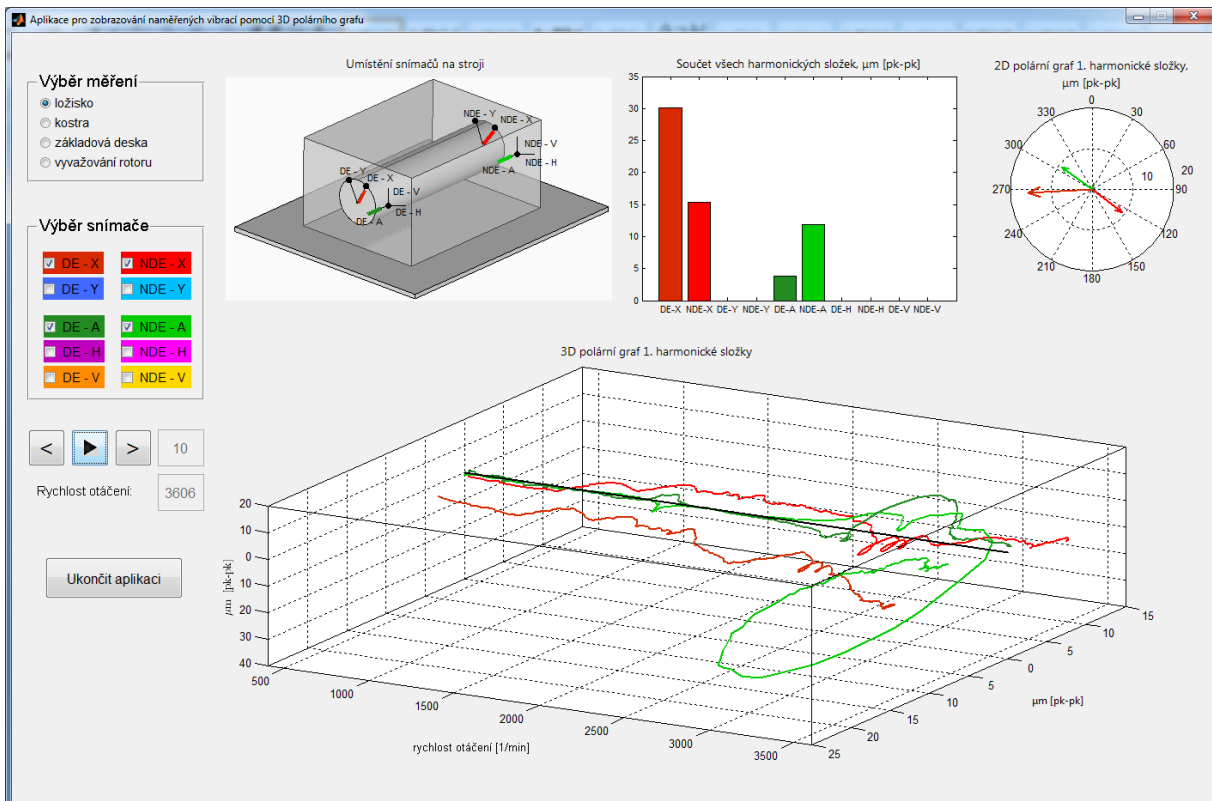 Aplikace pro zobrazování naměřených vibrací pomocí 3D polárního grafu
Výběr měření
ložisko
kostra
základová deska
vyvažování rotoru
Výběr snímače
DE - X NDE - X
DE - Y NDE - Y
DE - A NDE - A
DE - H NDE - H
DE - V NDE - V
< > 10
Rychlost otáčení: 3606
Ukončit aplikaci
Umístění snímačů na stroji
NDE - Y NDE - X
NDE - V
NDE - H
NDE - A
DE - Y
DE - X
DE - V
DE - H
DE - A
Součet všech harmonických složek, µm [pk-pk]
35
30
25
20
15
10
5
0
DE-X NDE-X DE-Y NDE-Y DE-A NDE-A DE-H NDE-H DE-V NDE-V
2D polární graf 1. harmonické složky,
µm [pk-pk]
0
330 30
300 60
10 20
270 90
240 120
210 150
180
3D polární graf 1. harmonické složky
20
10
0
10
20
30
40
µm [pk-pk]
500
1000
1500
2000
2500
3000
3500
rychlost otáčení [1/min]
15
10
5
0
5
10
15
20
25
µm [pk-pk]